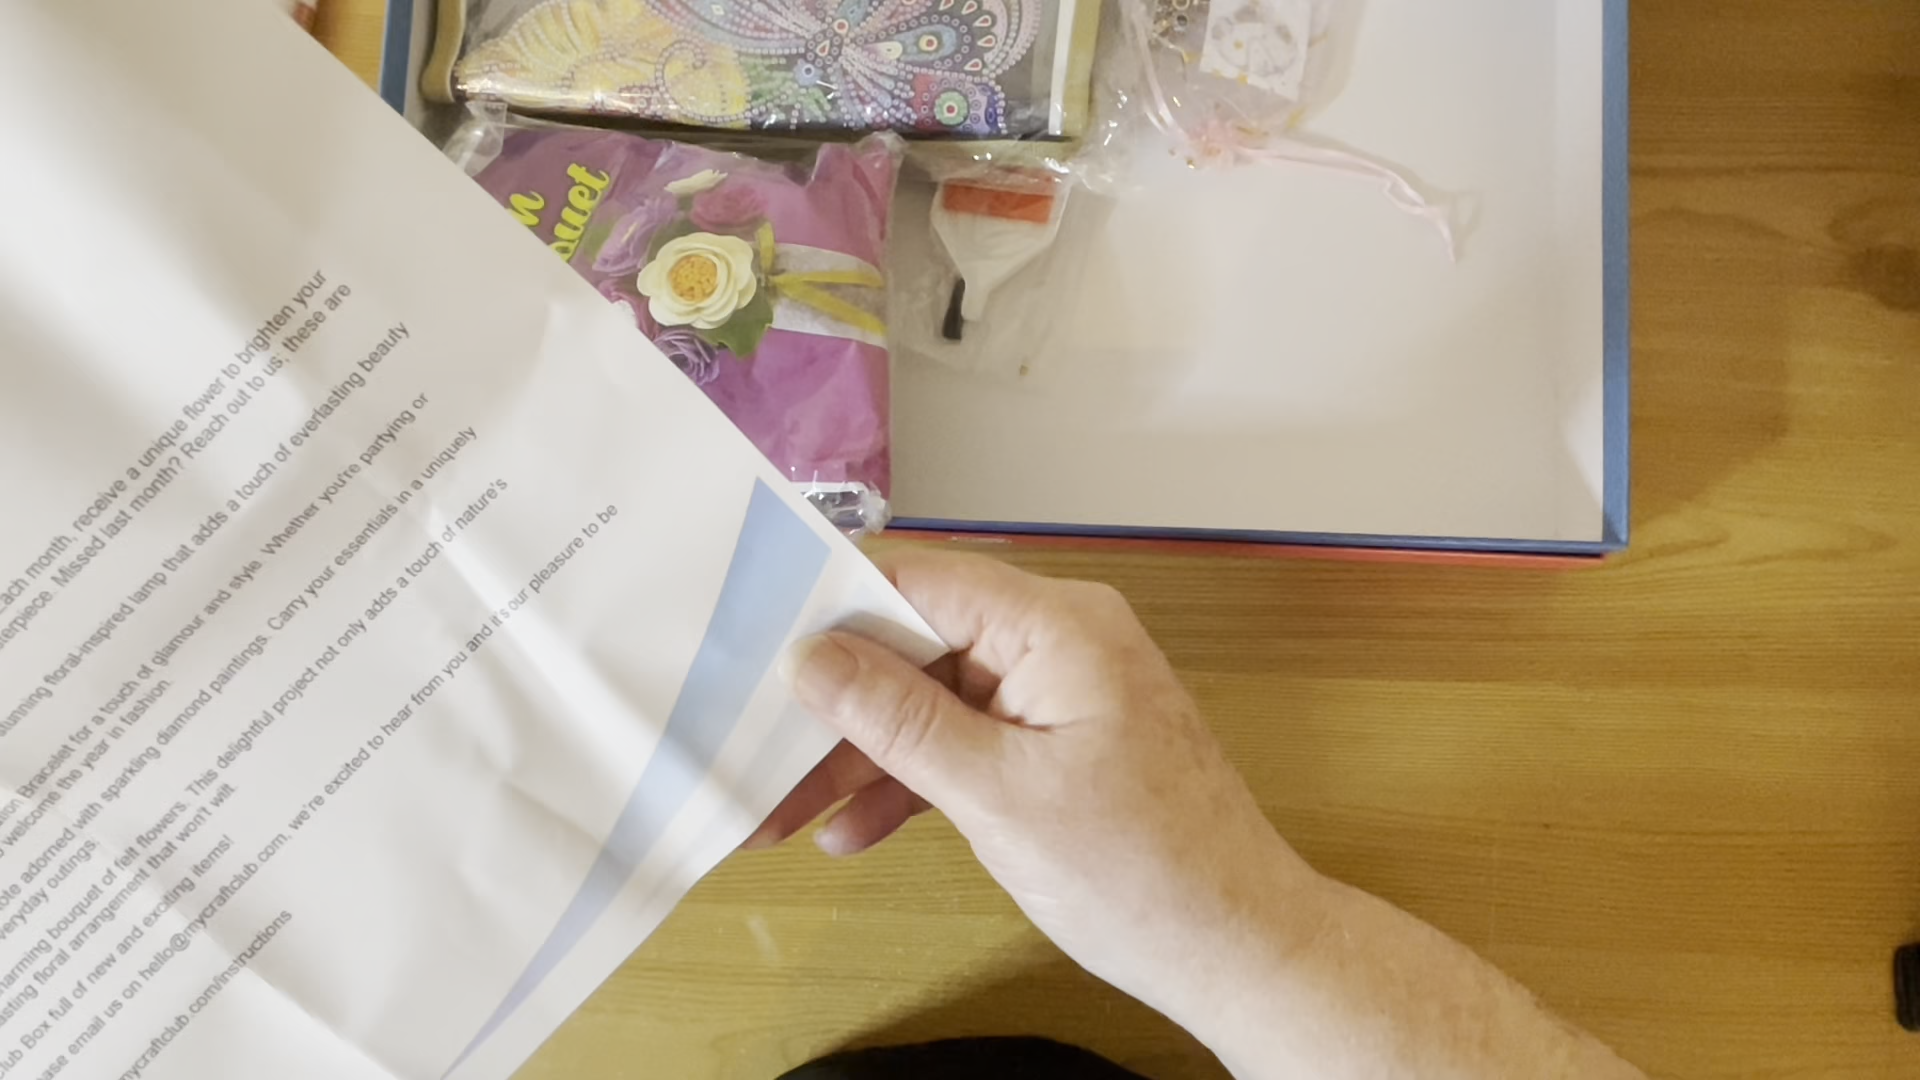 ach month, receive a unique flower to brighten your
erpiece. Missed last month? Reach out to us, these are
tunning floral-inspired lamp that adds a touch of everlasting beauty
Bracelet for a touch of glamour and style. Whether you're partying or
welcome the year in fashion.
ote adorned with sparkling diamond paintings. Carry your essentials in a uniquely
veryday outings.
harming bouquet of felt flowers. This delightful project not only adds a touch of nature's
asting floral arrangement that won't wilt.
lub Box full of new and exciting items!
ase email us on hello@mycraftclub.com, we're excited to hear from you and it's our pleasure to be
mycraftclub.com/instructions
ouet